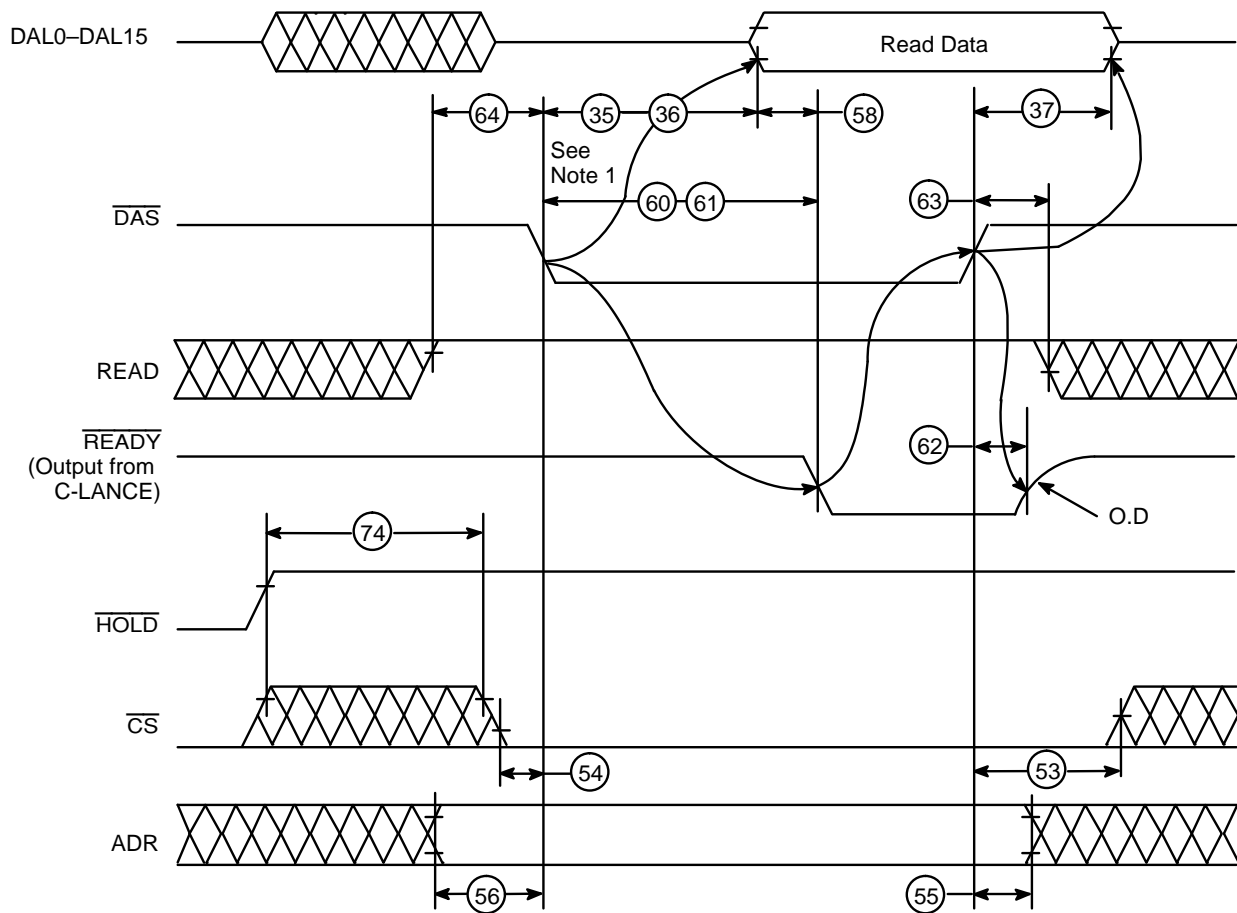 DAL0–DAL15
Read Data
64
35
36
58
37
See
Note 1
60
61
63
DAS
READ
READY
(Output from
C-LANCE)
62
O.D
74
HOLD
CS
54
53
ADR
56
55